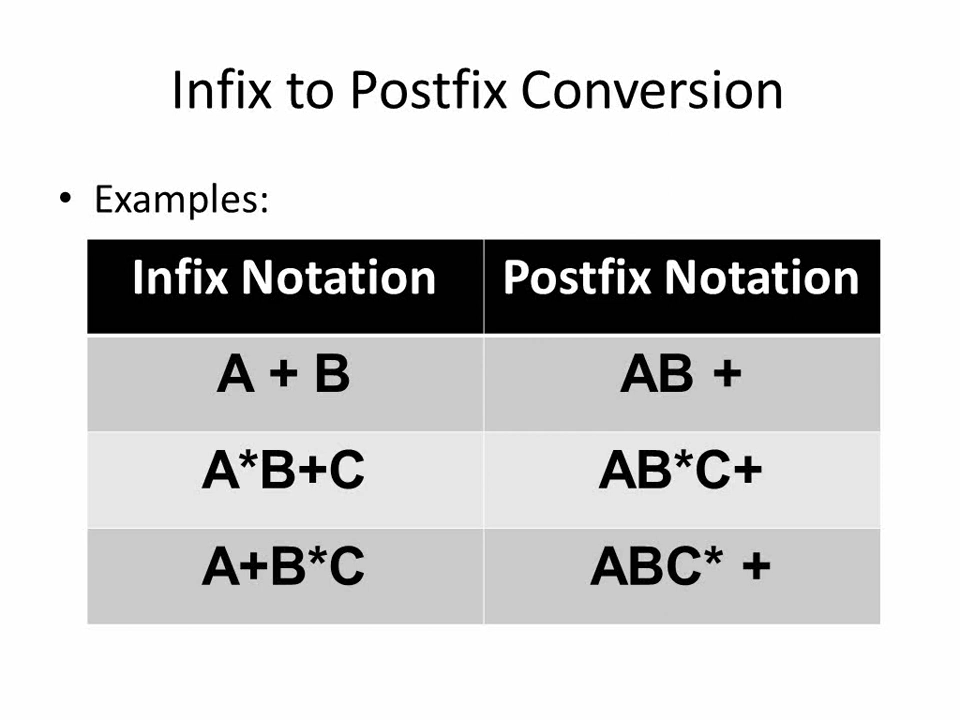 Infix to Postfix Conversion
• Examples:
Infix Notation Postfix Notation
A + B AB +
A*B+C AB*C+
A+B*C ABC* +